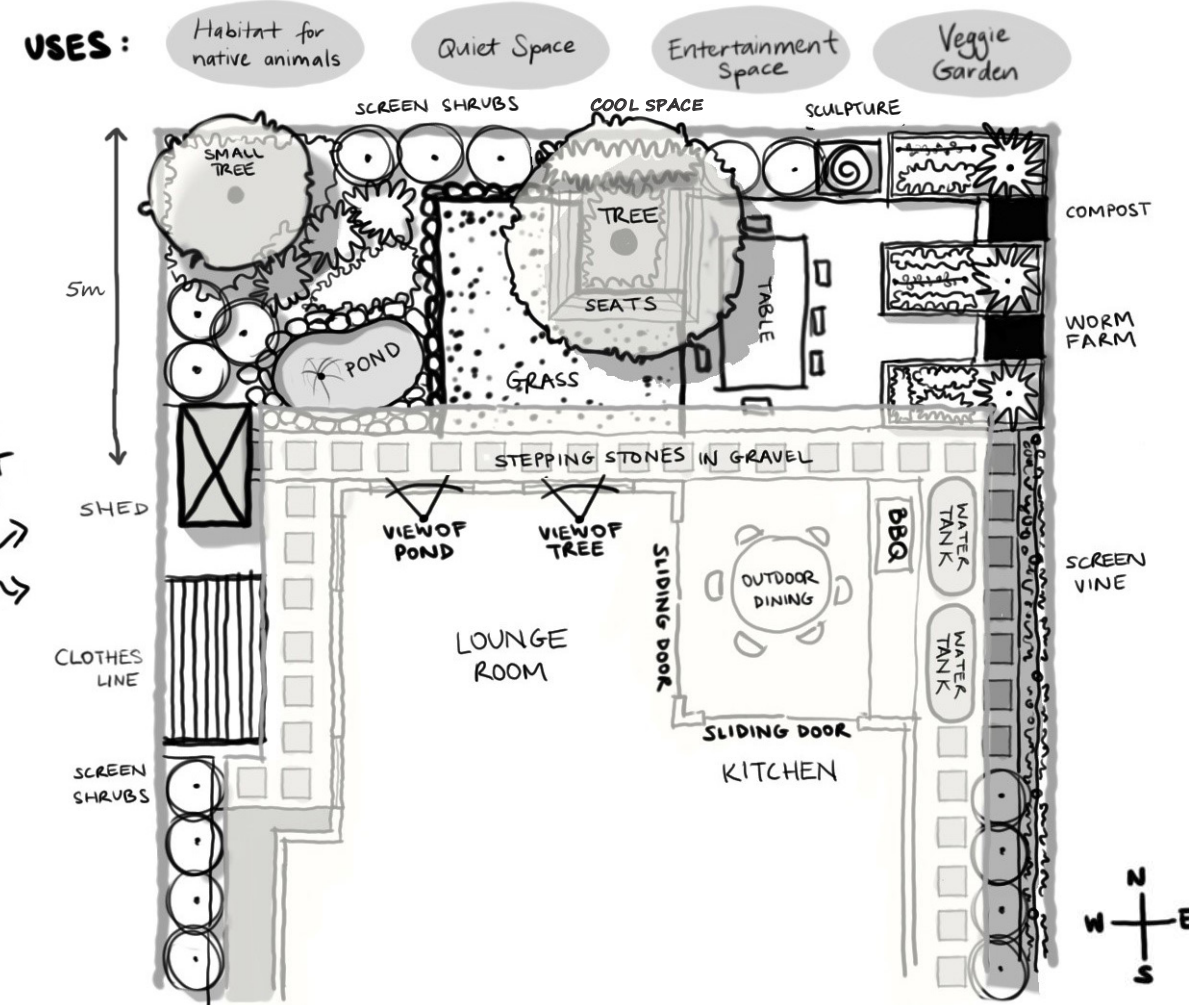 USES:
Habitat for
native animals
Quiet Space
Entertainment
Space
Veggie
Garden
SCREEN SHRUBS
COOL SPACE
SCULPTURE
SMALL
TREE
TREE
SEATS
TABLE
COMPOST
5m
POND
GRASS
WORM
FARM
STEPPING STONES IN GRAVEL
SHED
VIEW OF
POND
VIEW OF
TREE
SLIDING DOOR
OUTDOOR
DINING
BBQ
WATER
TANK
SCREEN
VINE
CLOTHES
LINE
LOUNGE
ROOM
WATER
TANK
SLIDING DOOR
KITCHEN
SCREEN
SHRUBS
N
W
E
S